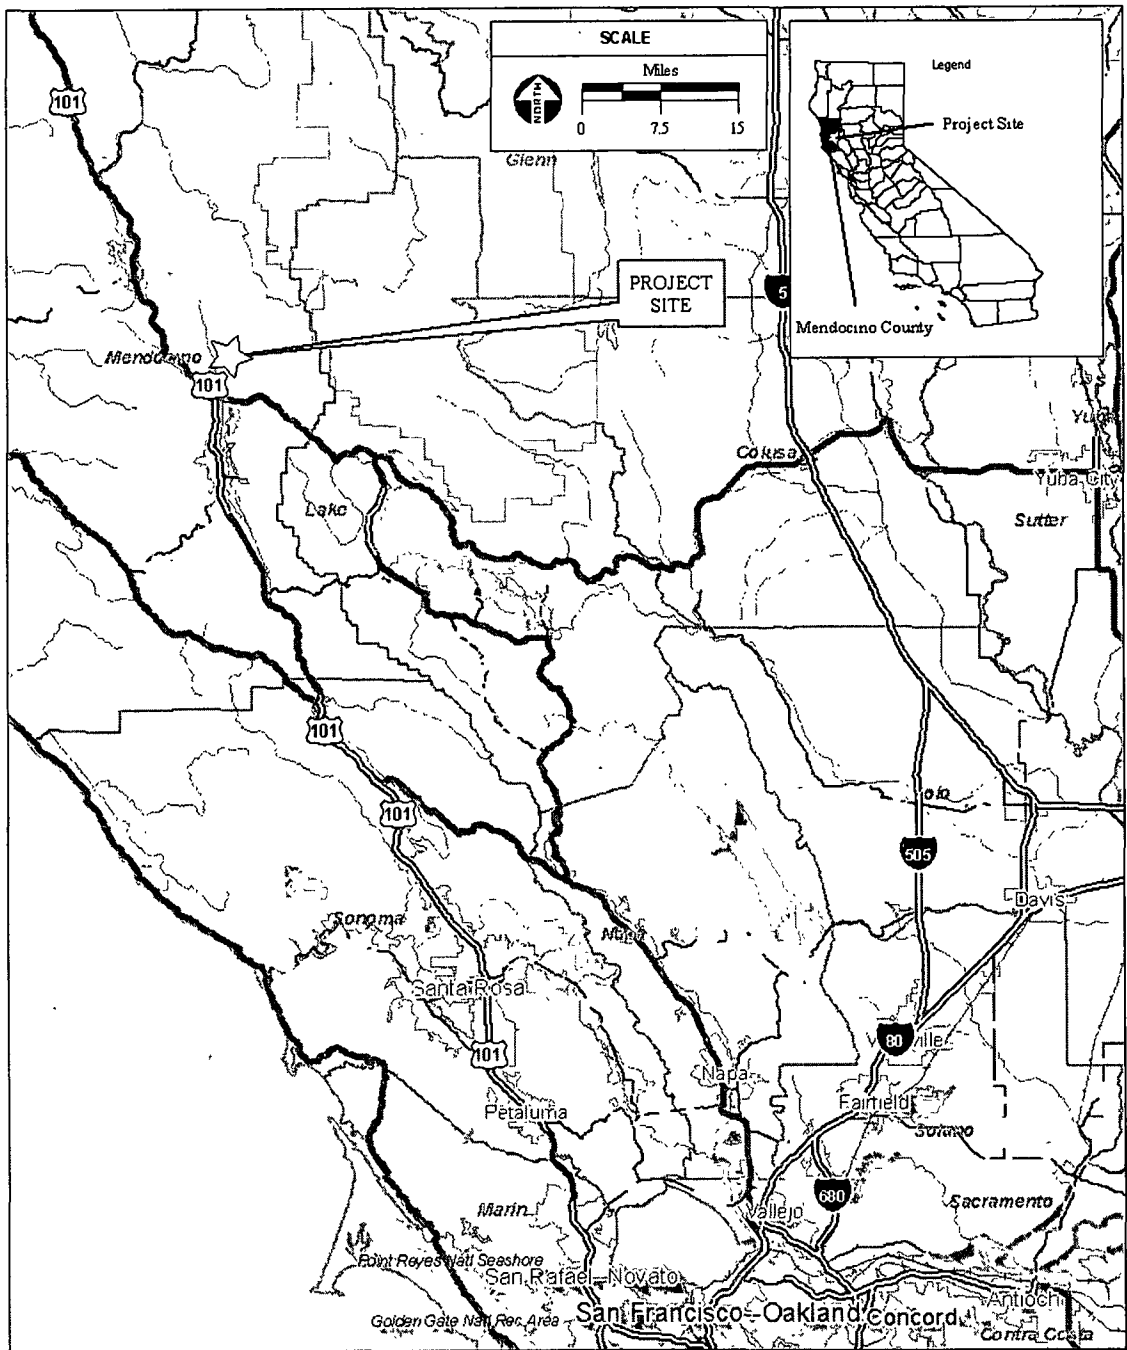 SCALE
Miles
NORTH
0 7.5 15
Legend
Project Site
Mendocino County
101
Glenn
PROJECT
SITE
5
Mendocino
101
Colusa
Yuba City
Lake
Sutter
101
101
505
Davis
Sonoma
Napa
Santa Rosa
80
101
Napa
Fairfield
Petaluma
Solano
680
Sacramento
Marin
Vallejo
Point Reyes Natl Seashore
San Rafael--Novato
Antioch
Golden Gate Natl Rec Area
San Francisco--Oakland
Concord
Contra Costa